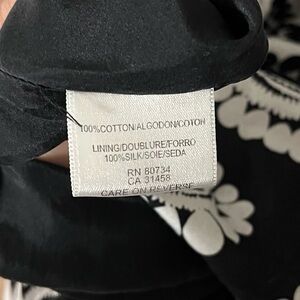 100%COTTON/ALGODON/COTON
LINING/DOUBLURE/FORRO
100%SILK/SOIE/SEDA
RN 80734
CA 31458
CARE ON REVERSE